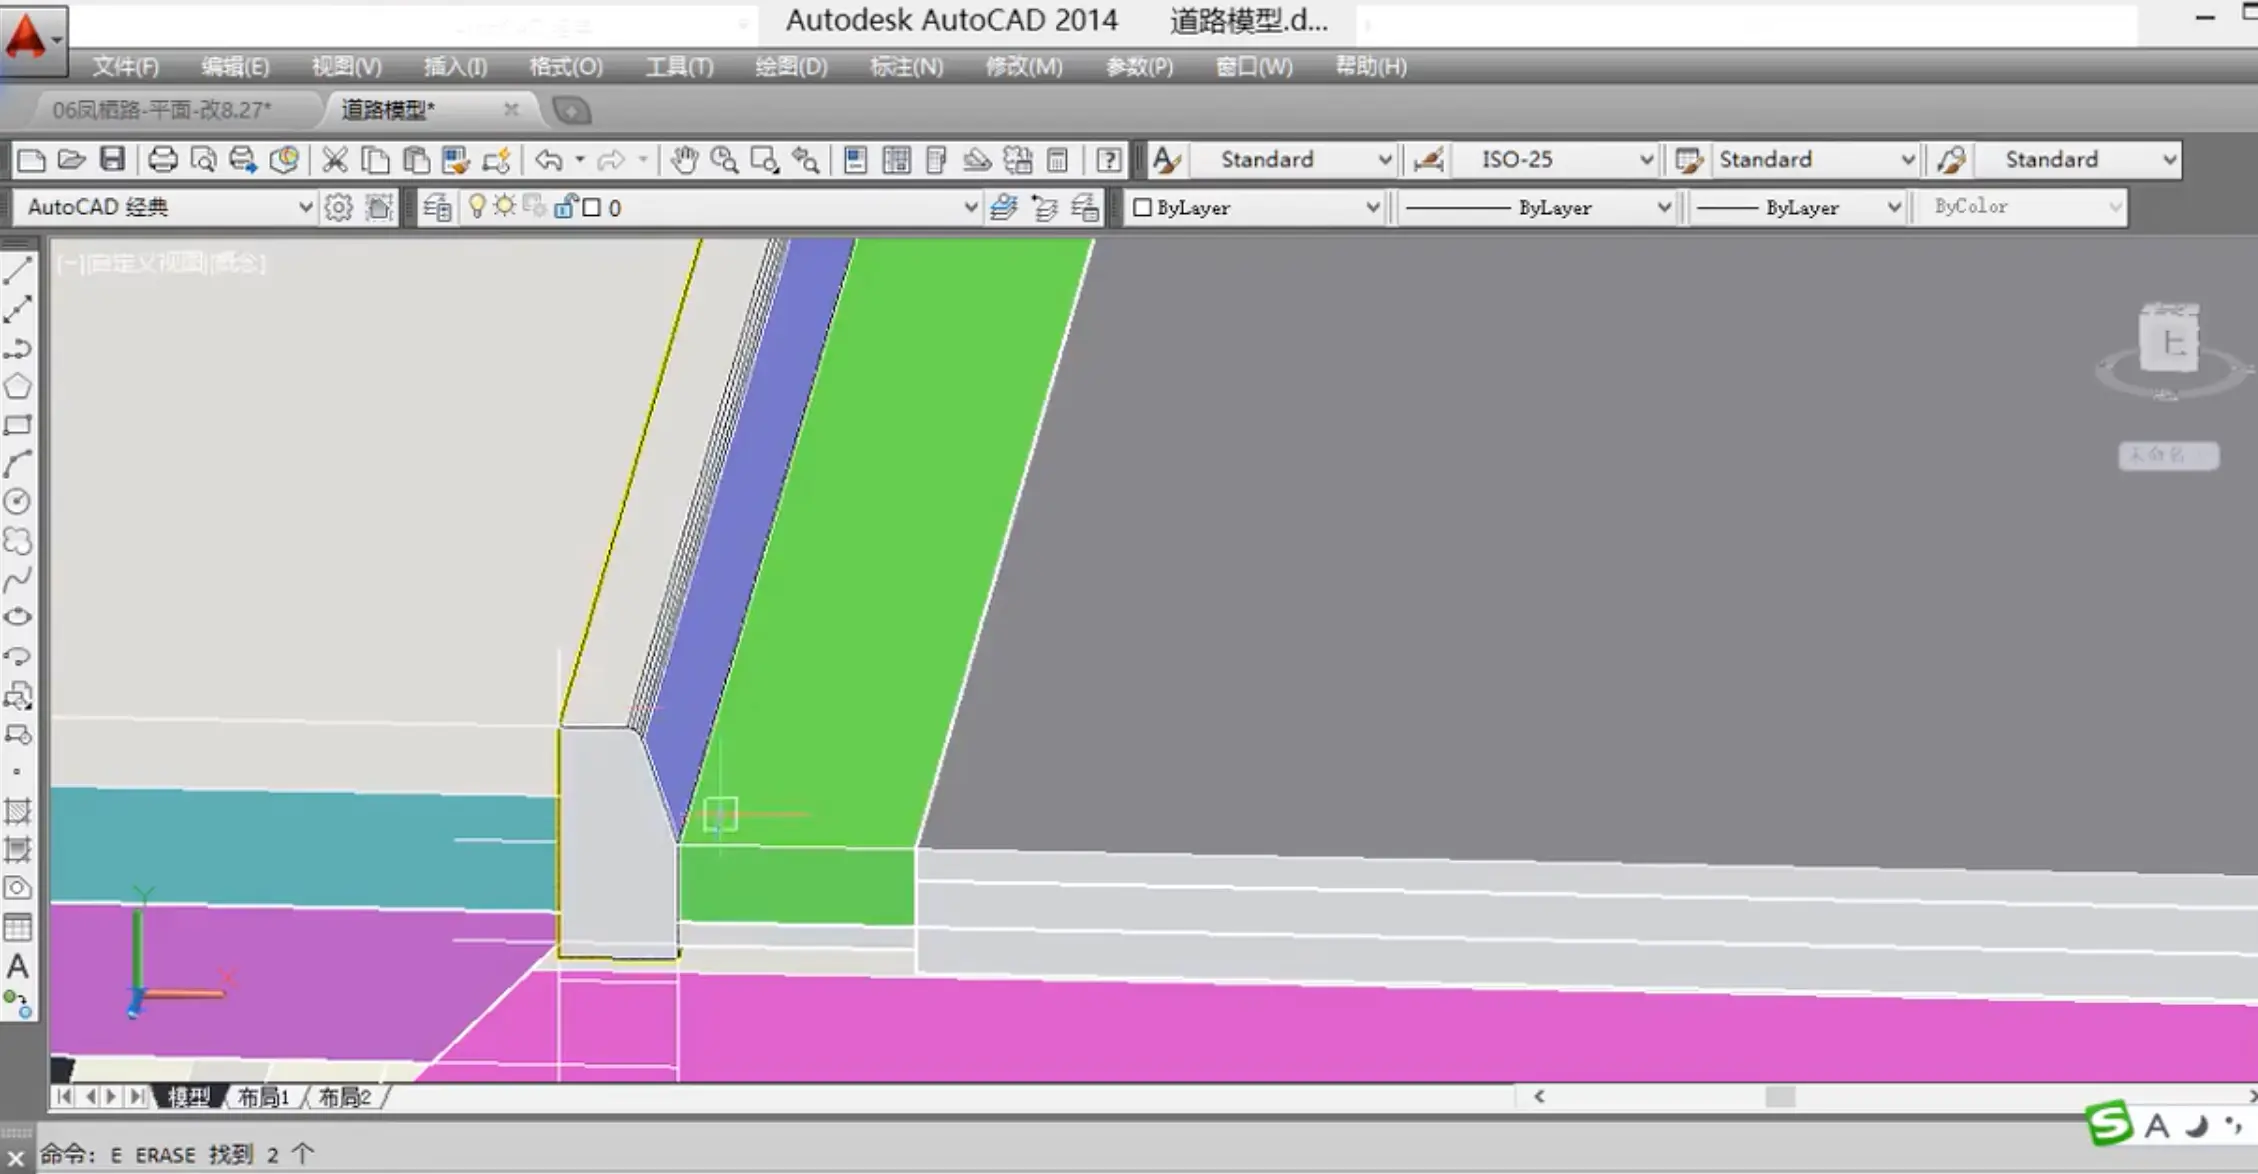 Autodesk AutoCAD 2014 道路模型.d...
文件(F) 编辑(E) 视图(V) 插入(I) 格式(O) 工具(T) 绘图(D) 标注(N) 修改(M) 参数(P) 窗口(W) 帮助(H)
06凤栖路-平面-改8.27* 道路模型*
Standard ISO-25 Standard Standard
AutoCAD 经典 0 ByLayer ByLayer ByLayer ByColor
[-][自定义视图][概念]
上
未命名
Y
X
模型 布局1 布局2
命令: E ERASE 找到 2 个
S A